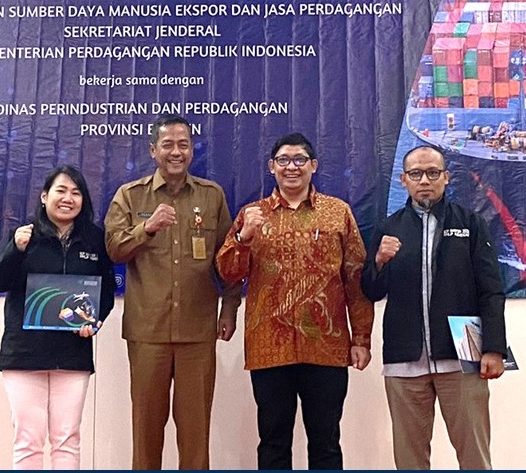 N SUMBER DAYA MANUSIA EKSPOR DAN JASA PERDAGANGAN
SEKRETARIAT JENDERAL
MENTERIAN PERDAGANGAN REPUBLIK INDONESIA
bekerja sama dengan
DINAS PERINDUSTRIAN DAN PERDAGANGAN
PROVINSI